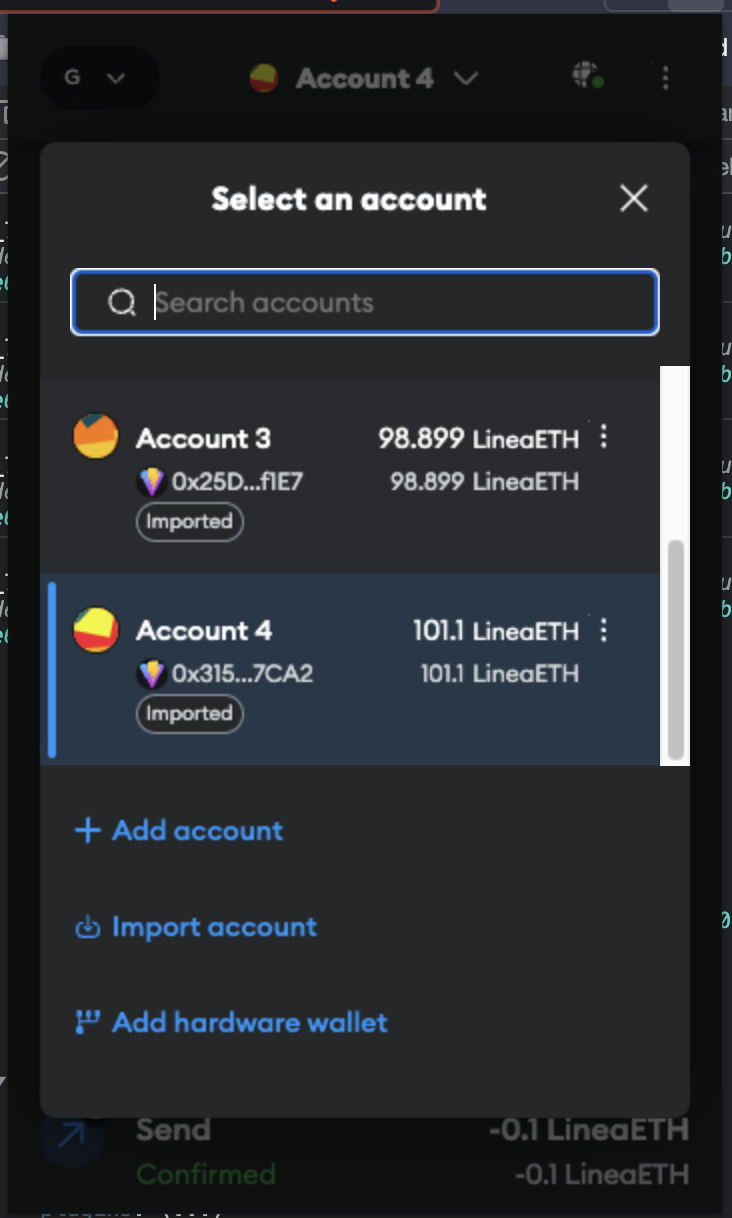 G
Account 4
Select an account
Search accounts
Account 3 98.899 LineaETH
0x25D...f1E7 98.899 LineaETH
Imported
Account 4 101.1 LineaETH
0x315...7CA2 101.1 LineaETH
Imported
Add account
Import account
Add hardware wallet
Send -0.1 LineaETH
Confirmed -0.1 LineaETH